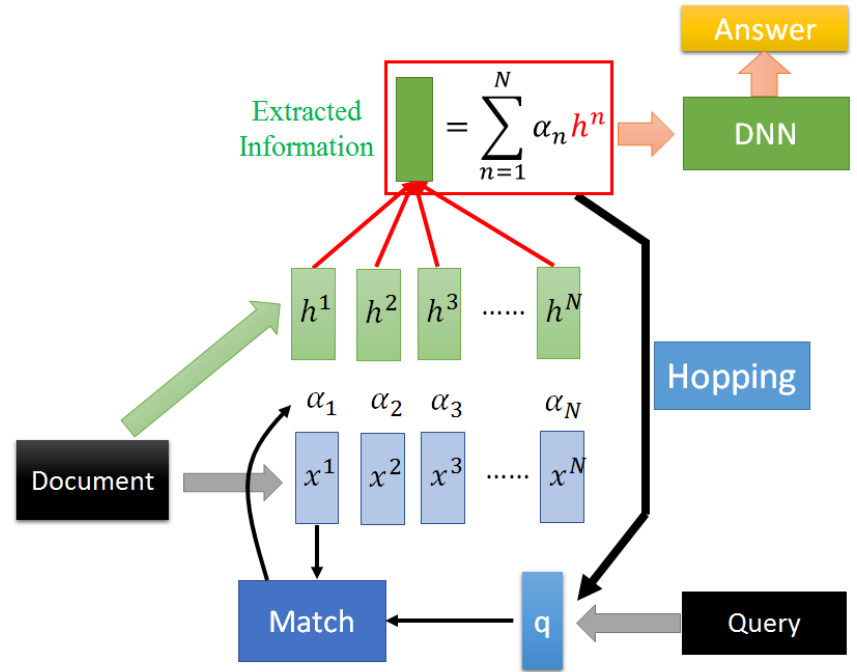 Answer
Extracted
Information
= \sum_{n=1}^{N} α_n h^n
DNN
h^1 h^2 h^3 ...... h^N
Hopping
α_1 α_2 α_3 α_N
Document
x^1 x^2 x^3 ...... x^N
Match
q
Query